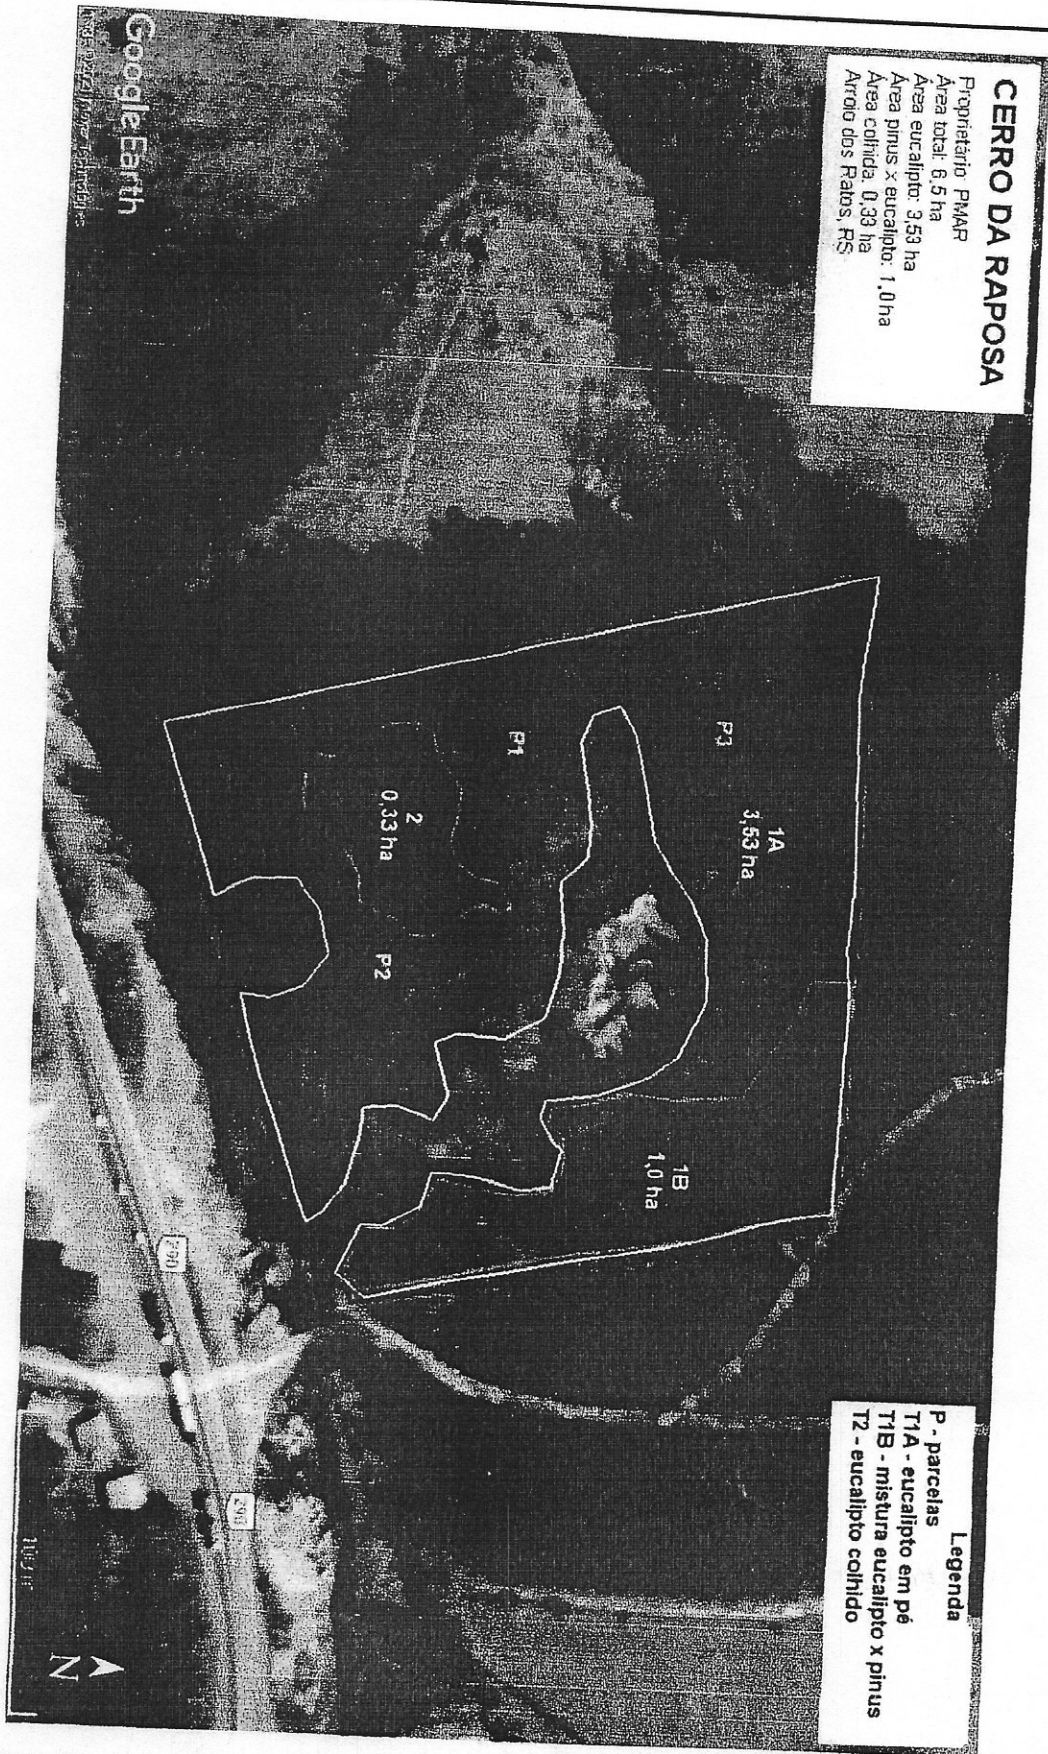 CERRO DA RAPOSA
Proprietário: PMAR
Área total: 6,5 ha
Área eucalipto: 3,53 ha
Área pinus x eucalipto: 1,0 ha
Área colhida: 0,33 ha
Arroio dos Ratos, RS
Legenda
P - parcelas
T1A - eucalipto em pé
T1B - mistura eucalipto x pinus
T2 - eucalipto colhido
P3
1A
3,53 ha
P1
2
0,33 ha
P2
1B
1,0 ha
290
290
Google Earth
N